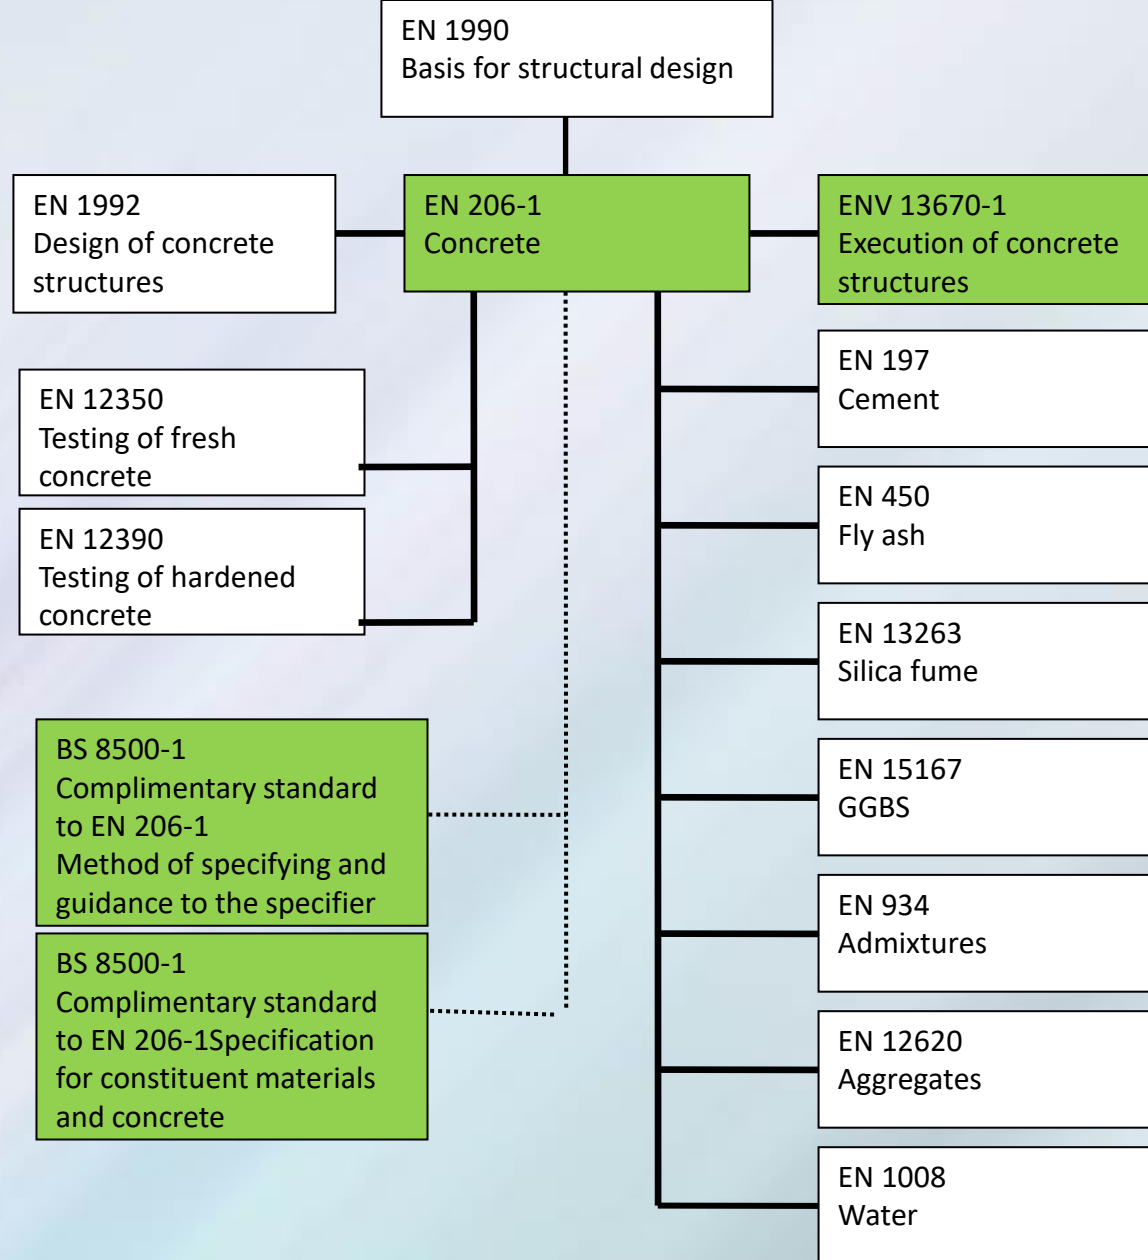 EN 1990
Basis for structural design
EN 1992
Design of concrete
structures
EN 206-1
Concrete
ENV 13670-1
Execution of concrete
structures
EN 12350
Testing of fresh
concrete
EN 12390
Testing of hardened
concrete
BS 8500-1
Complimentary standard
to EN 206-1
Method of specifying and
guidance to the specifier
BS 8500-1
Complimentary standard
to EN 206-1Specification
for constituent materials
and concrete
EN 197
Cement
EN 450
Fly ash
EN 13263
Silica fume
EN 15167
GGBS
EN 934
Admixtures
EN 12620
Aggregates
EN 1008
Water